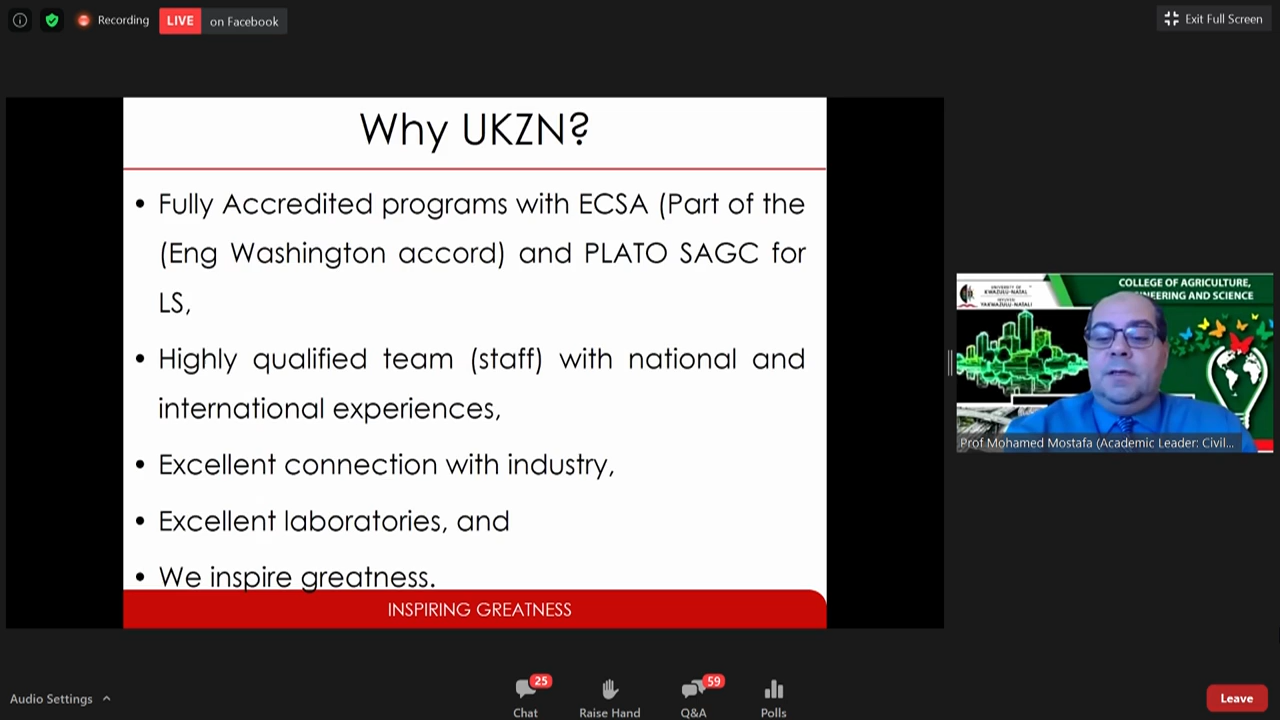 Recording
LIVE on Facebook
Exit Full Screen
Why UKZN?
• Fully Accredited programs with ECSA (Part of the
(Eng Washington accord) and PLATO SAGC for
LS,
• Highly qualified team (staff) with national and
international experiences,
• Excellent connection with industry,
• Excellent laboratories, and
• We inspire greatness.
INSPIRING GREATNESS
UNIVERSITY OF
KWAZULU-NATAL
INYUVESI
YAKWAZULU-NATALI
COLLEGE OF AGRICULTURE,
NEERING AND SCIENCE
Prof Mohamed Mostafa (Academic Leader: Civil...
Audio Settings
25
Chat
Raise Hand
59
Q&A
Polls
Leave